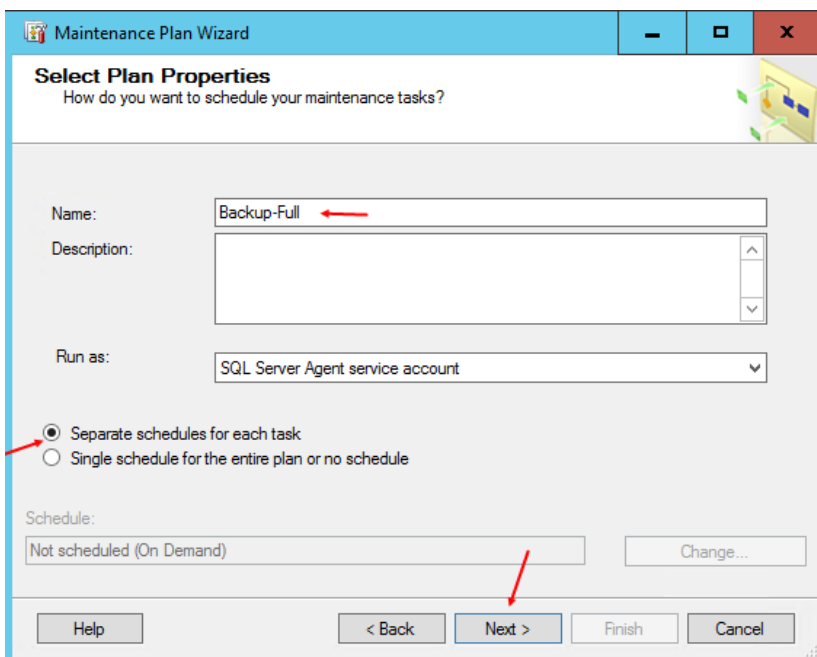 Maintenance Plan Wizard
Select Plan Properties
How do you want to schedule your maintenance tasks?
Name:
Backup-Full
Description:
Run as:
SQL Server Agent service account
Separate schedules for each task
Single schedule for the entire plan or no schedule
Schedule:
Not scheduled (On Demand)
Change...
Help
< Back
Next >
Finish
Cancel